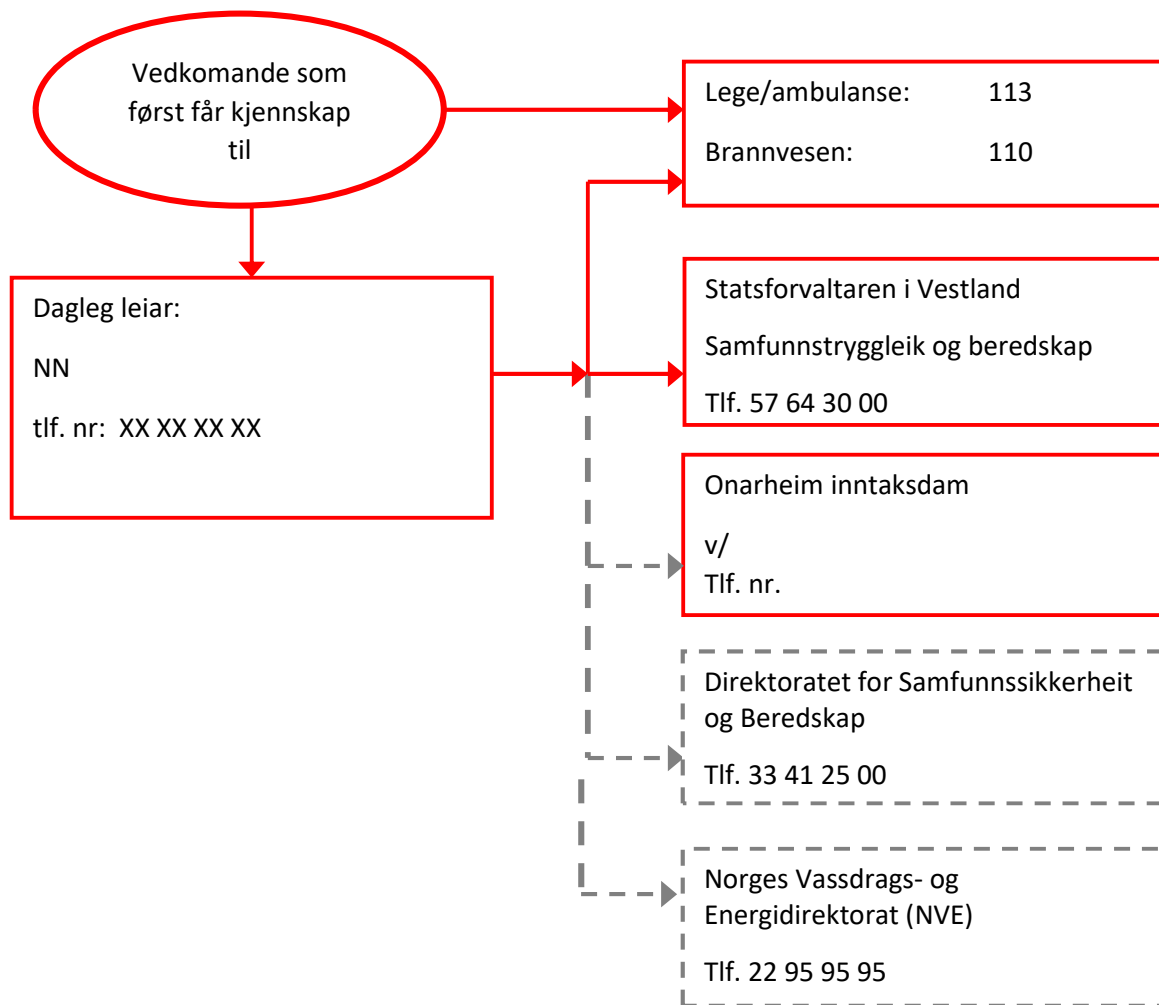 Vedkomande som
først får kjennskap
til
Lege/ambulanse: 113
Brannvesen: 110
Dagleg leiar:
NN
tlf. nr: XX XX XX XX
Statsforvaltaren i Vestland
Samfunnstryggleik og beredskap
Tlf. 57 64 30 00
Onarheim inntaksdam
v/
Tlf. nr.
Direktoratet for Samfunnssikkerheit
og Beredskap
Tlf. 33 41 25 00
Norges Vassdrags- og
Energidirektorat (NVE)
Tlf. 22 95 95 95